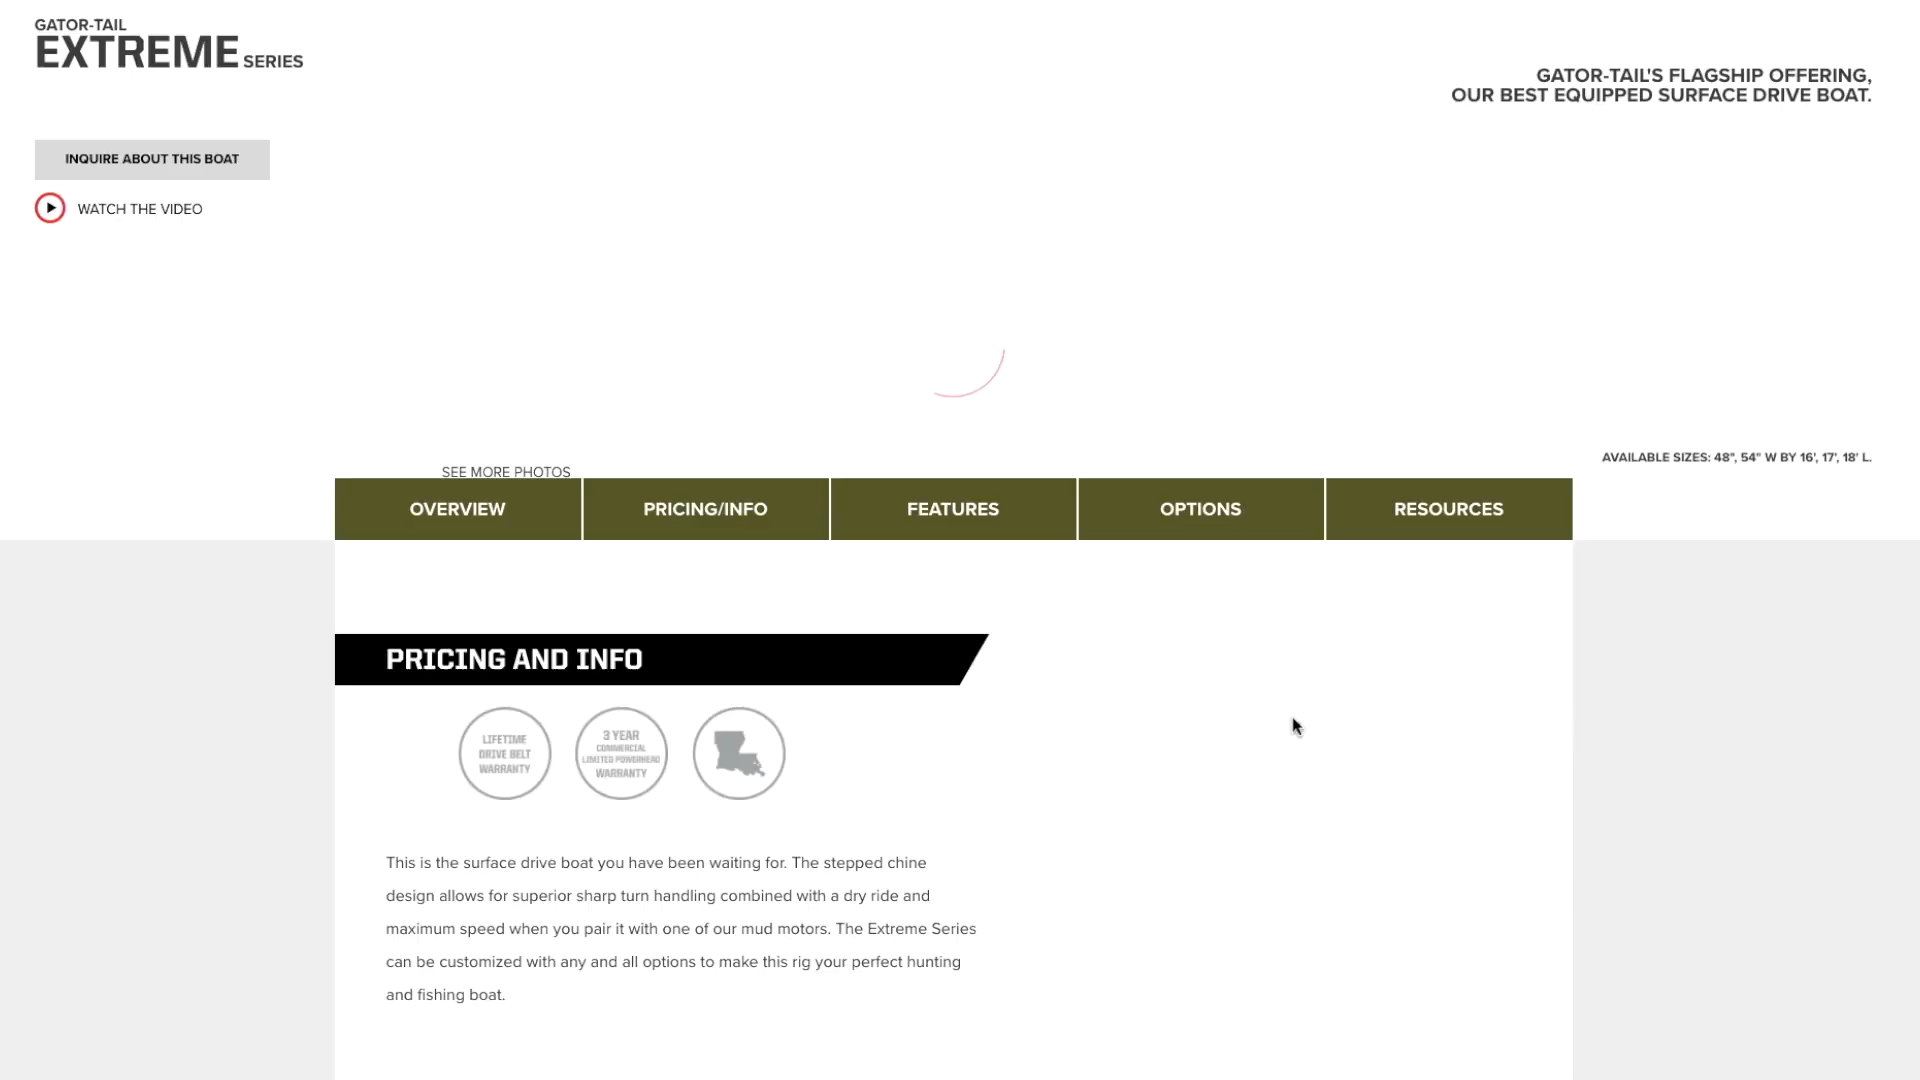 GATOR-TAIL
EXTREME SERIES
GATOR-TAIL'S FLAGSHIP OFFERING,
OUR BEST EQUIPPED SURFACE DRIVE BOAT.
INQUIRE ABOUT THIS BOAT
WATCH THE VIDEO
AVAILABLE SIZES: 48", 54" W BY 16', 17', 18' L.
SEE MORE PHOTOS
OVERVIEW
PRICING/INFO
FEATURES
OPTIONS
RESOURCES
PRICING AND INFO
LIFETIME
DRIVE BELT
WARRANTY
3 YEAR
COMMERCIAL
LIMITED POWERHEAD
WARRANTY
This is the surface drive boat you have been waiting for. The stepped chine
design allows for superior sharp turn handling combined with a dry ride and
maximum speed when you pair it with one of our mud motors. The Extreme Series
can be customized with any and all options to make this rig your perfect hunting
and fishing boat.